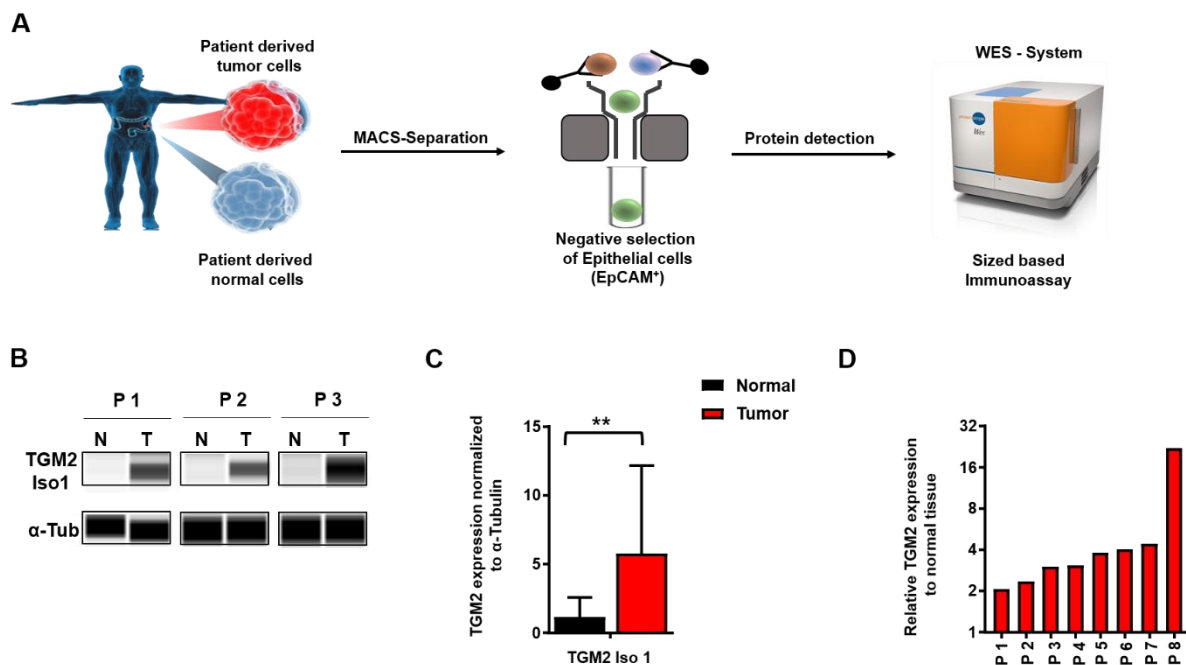 A
Patient derived
tumor cells
Patient derived
normal cells
MACS-Separation
Negative selection
of Epithelial cells
(EpCAM⁺)
Protein detection
WES - System
Wes
Sized based
Immunoassay
B
P 1 P 2 P 3
N T N T N T
TGM2
Iso1
α-Tub
C
Normal
Tumor
TGM2 expression normalized
to α-Tubulin
15
10
5
0
**
TGM2 Iso 1
D
Relative TGM2 expression
to normal tissue
32
16
8
4
2
1
P 1
P 2
P 3
P 4
P 5
P 6
P 7
P 8